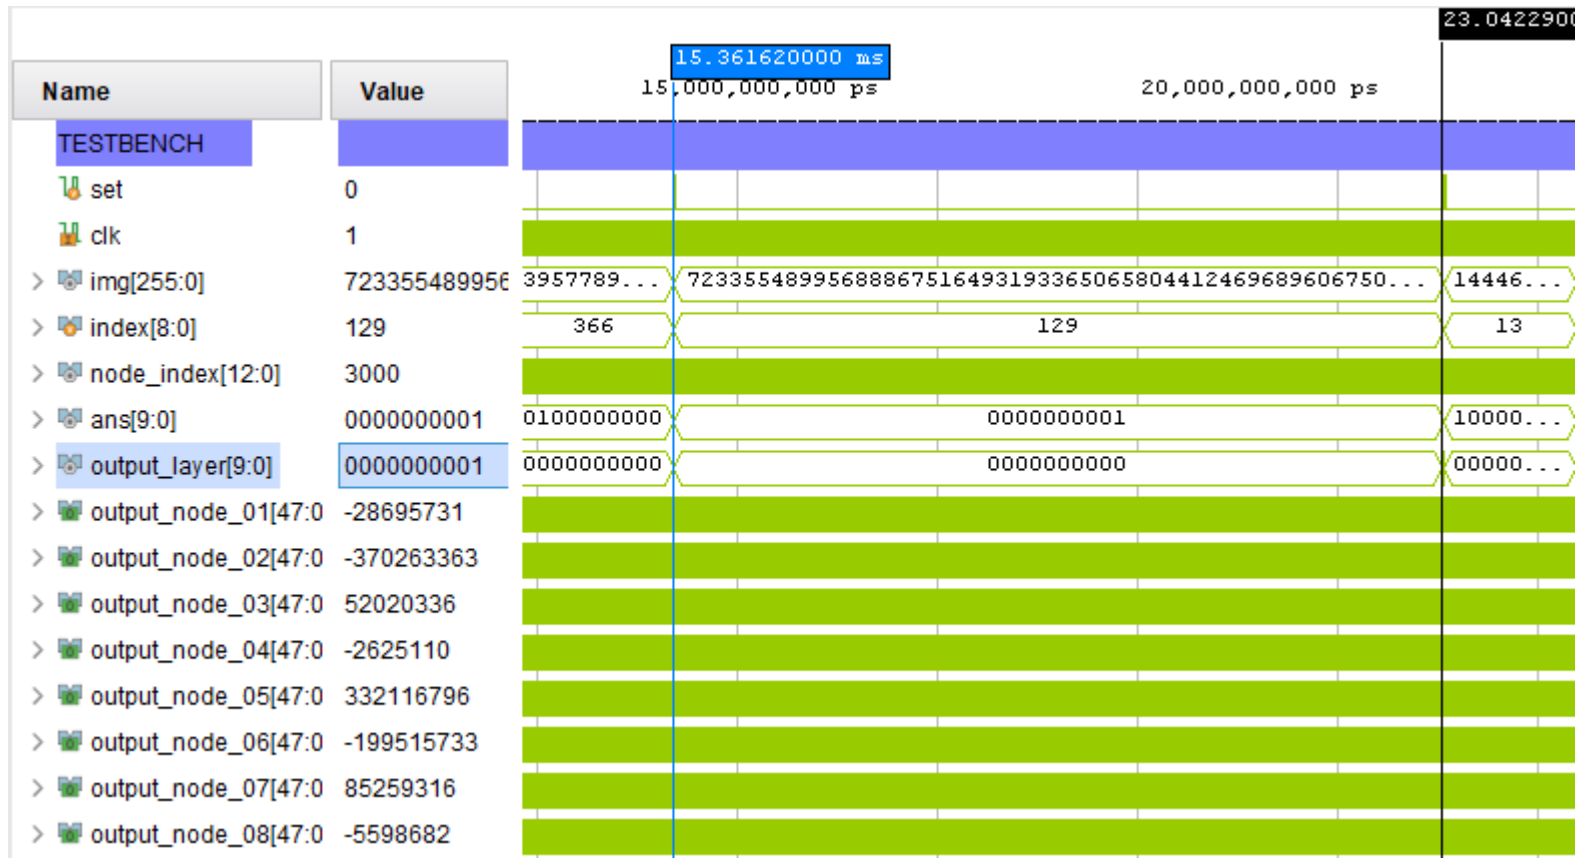 23.0422900
15.361620000 ms
Name Value 15,000,000,000 ps 20,000,000,000 ps
TESTBENCH
set 0
clk 1
img[255:0] 723355489956 3957789... 72335548995688867516493193365065804412469689606750... 14446...
index[8:0] 129 366 129 13
node_index[12:0] 3000
ans[9:0] 0000000001 0100000000 0000000001 10000...
output_layer[9:0] 0000000001 0000000000 0000000000 00000...
output_node_01[47:0 -28695731
output_node_02[47:0 -370263363
output_node_03[47:0 52020336
output_node_04[47:0 -2625110
output_node_05[47:0 332116796
output_node_06[47:0 -199515733
output_node_07[47:0 85259316
output_node_08[47:0 -5598682